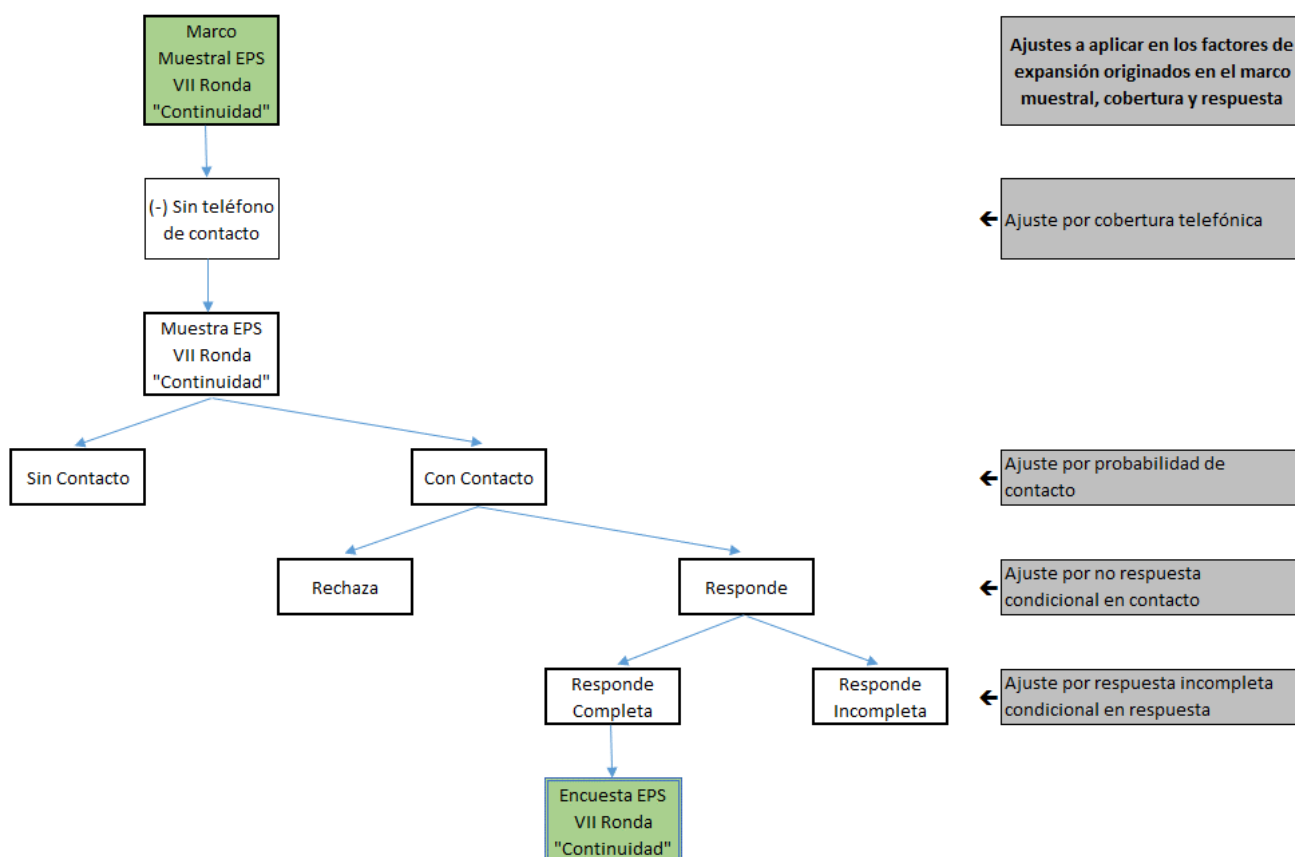 Marco
Muestral EPS
VII Ronda
"Continuidad"
Ajustes a aplicar en los factores de
expansión originados en el marco
muestral, cobertura y respuesta
(-) Sin teléfono
de contacto
Ajuste por cobertura telefónica
Muestra EPS
VII Ronda
"Continuidad"
Sin Contacto
Con Contacto
Ajuste por probabilidad de
contacto
Rechaza
Responde
Ajuste por no respuesta
condicional en contacto
Responde
Completa
Responde
Incompleta
Ajuste por respuesta incompleta
condicional en respuesta
Encuesta EPS
VII Ronda
"Continuidad"